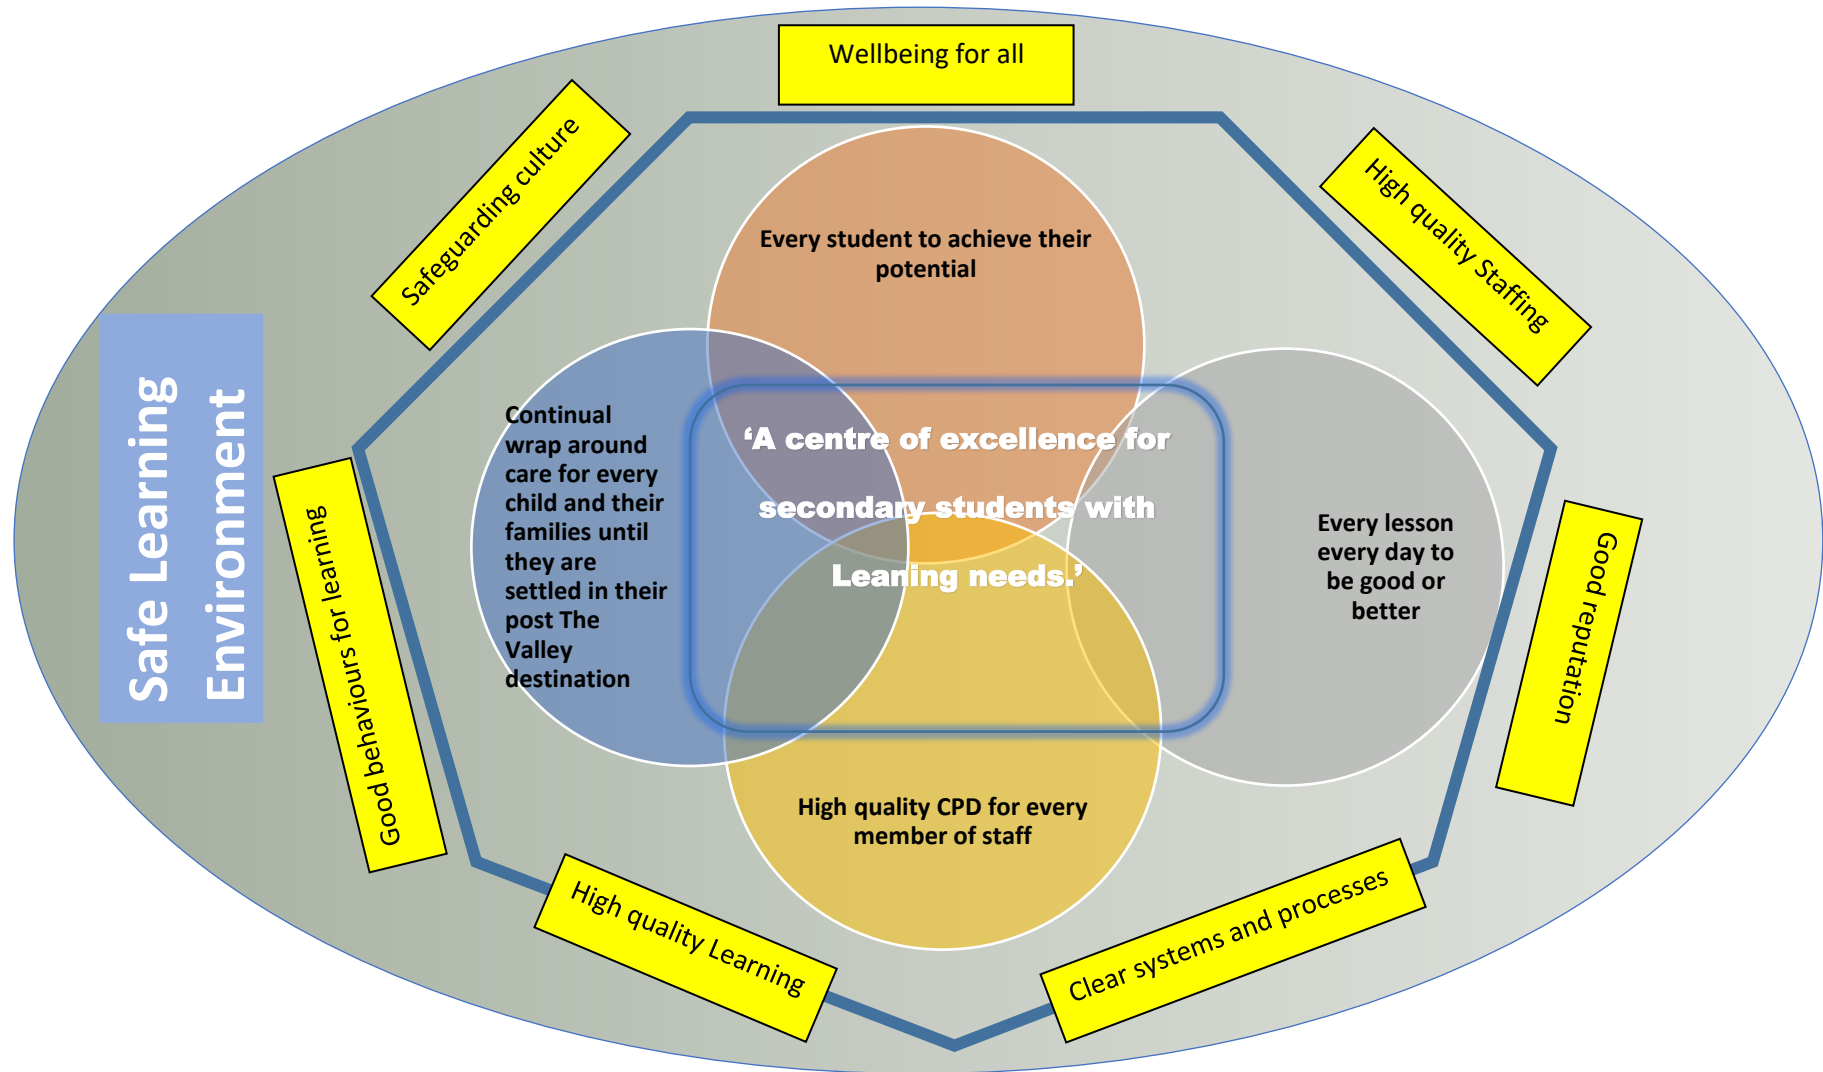 Wellbeing for all
Safeguarding culture
High quality Staffing
Every student to achieve their
potential
Safe Learning
Environment
Continual
wrap around
care for every
child and their
families until
they are
settled in their
post The
Valley
destination
‘A centre of excellence for
secondary students with
Leaning needs.’
Every lesson
every day to
be good or
better
Good behaviours for learning
Good reputation
High quality CPD for every
member of staff
High quality Learning
Clear systems and processes